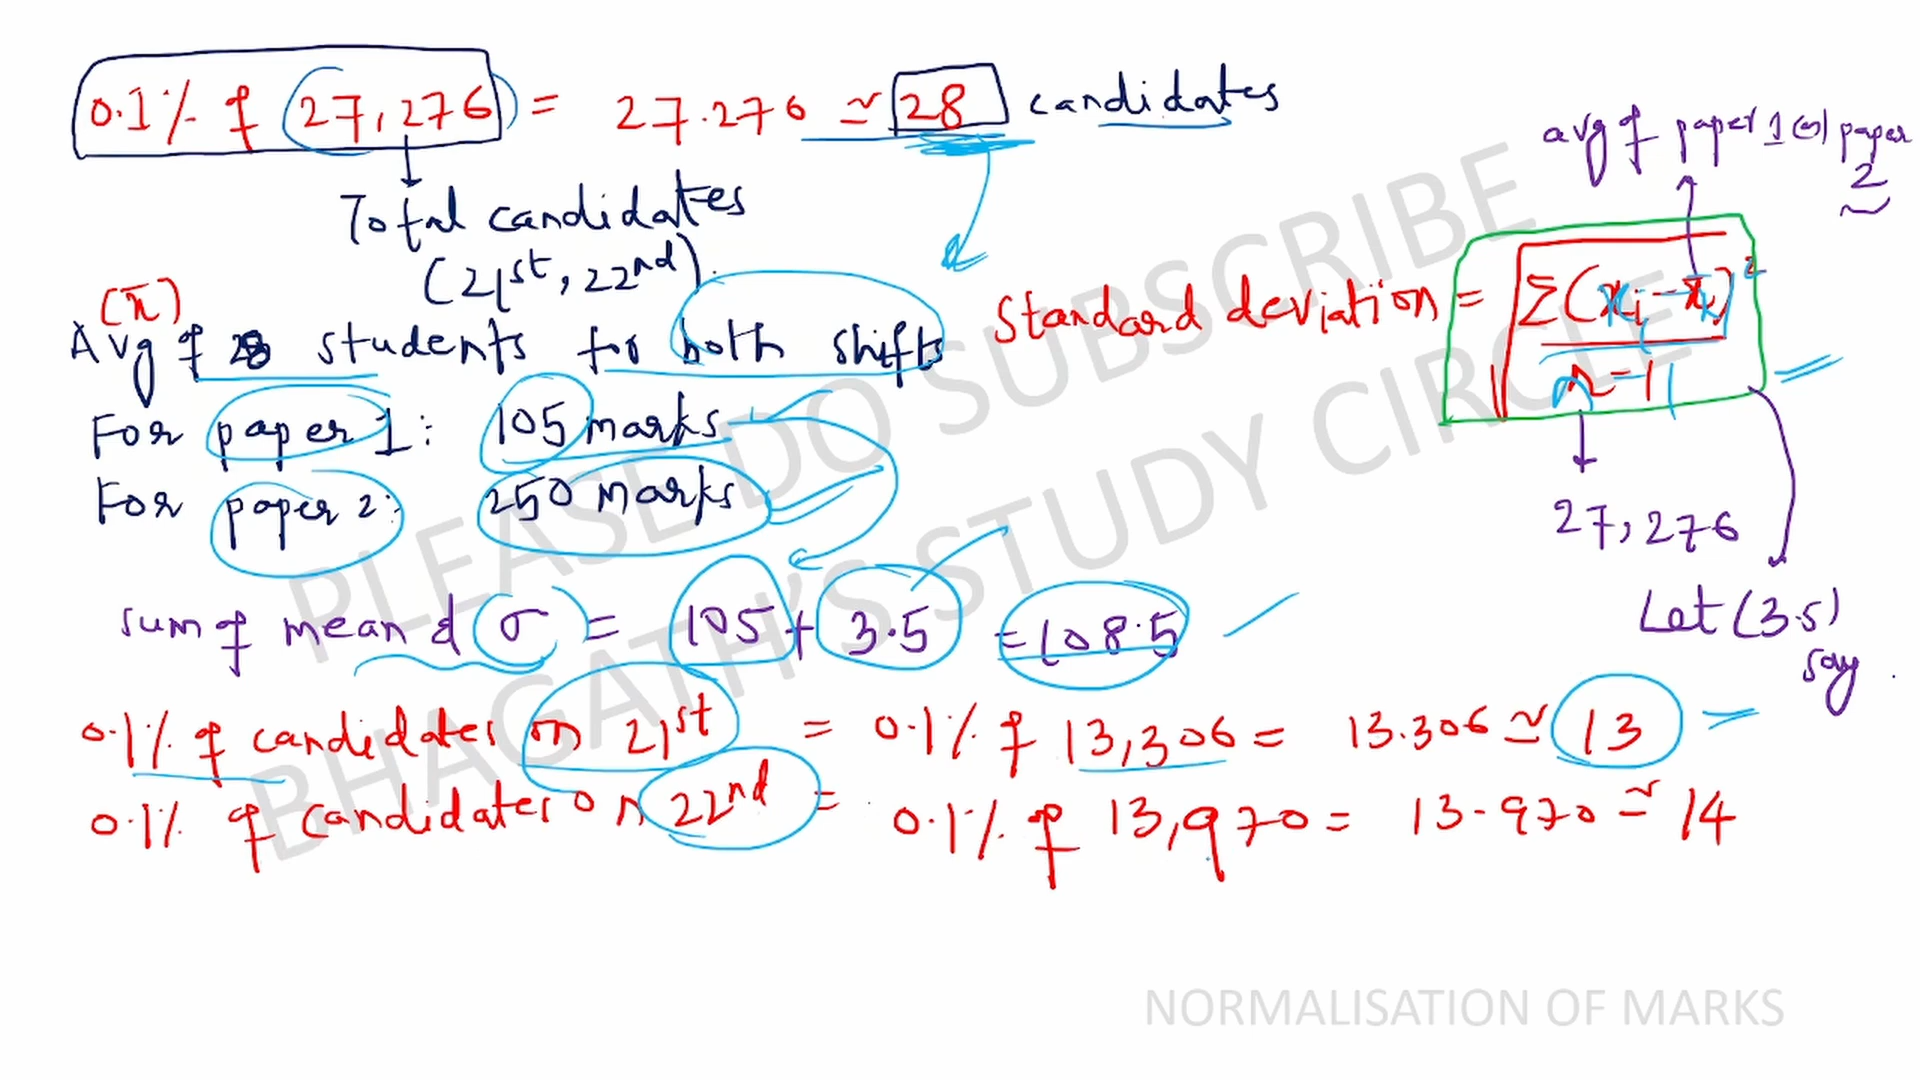 0.1% of 27,276 = 27.276 ≃ 28 candidates
Total candidates
(21st, 22nd).
avg of paper 1 (or) paper 2
(x̄)
Avg of 28 students for both shifts
Standard deviation = √Σ(xi - x̄)² / n-1
For paper 1: 105 marks
For paper 2: 250 marks
27,276
Let (3.5) say.
sum of mean & σ = 105 + 3.5 = 108.5
0.1% of candidates on 21st = 0.1% of 13,306 = 13.306 ≃ 13
0.1% of candidates on 22nd = 0.1% of 13,970 = 13.970 ≃ 14
PLEASE DO SUBSCRIBE
BHAGATH'S STUDY CIRCLE
NORMALISATION OF MARKS